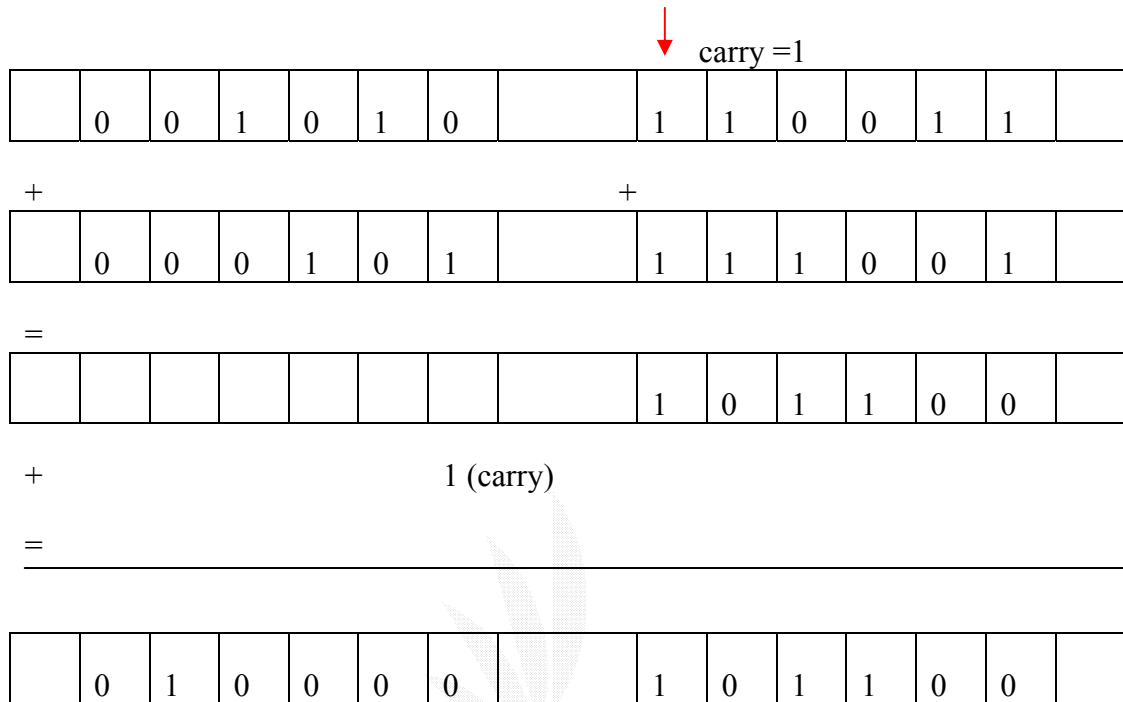 carry =1
0 0 1 0 1 0 1 1 0 0 1 1
+ +
0 0 0 1 0 1 1 1 1 0 0 1
=
1 0 1 1 0 0
+ 1 (carry)
=
0 1 0 0 0 0 1 0 1 1 0 0